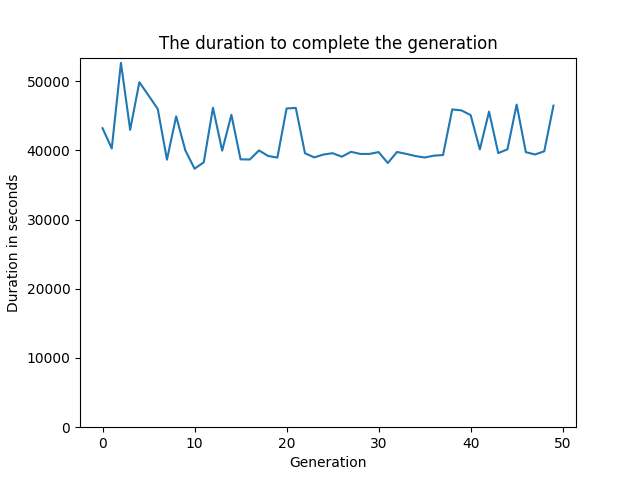 The duration to complete the generation
50000
40000
30000
20000
10000
0
Duration in seconds
0 10 20 30 40 50
Generation